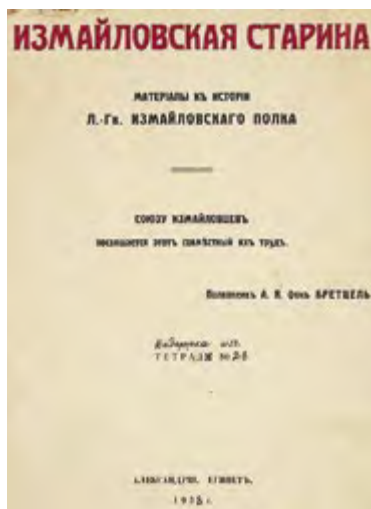 ИЗМАЙЛОВСКАЯ СТАРИНА
МАТЕРІАЛЫ КЪ ИСТОРІИ
Л.-ГВ. ИЗМАЙЛОВСКАГО ПОЛКА
СОЮЗУ ИЗМАЙЛОВЦЕВЪ
ПОСВЯЩАЕТСЯ ЭТОТЪ СОВМѢСТНЫЙ ИХЪ ТРУДЪ.
Полковникъ А. Я. фонъ БРЕТЦЕЛЬ
ТЕТРАДЬ №
АЛЕКСАНДРІЯ, ЕГИПЕТЪ.